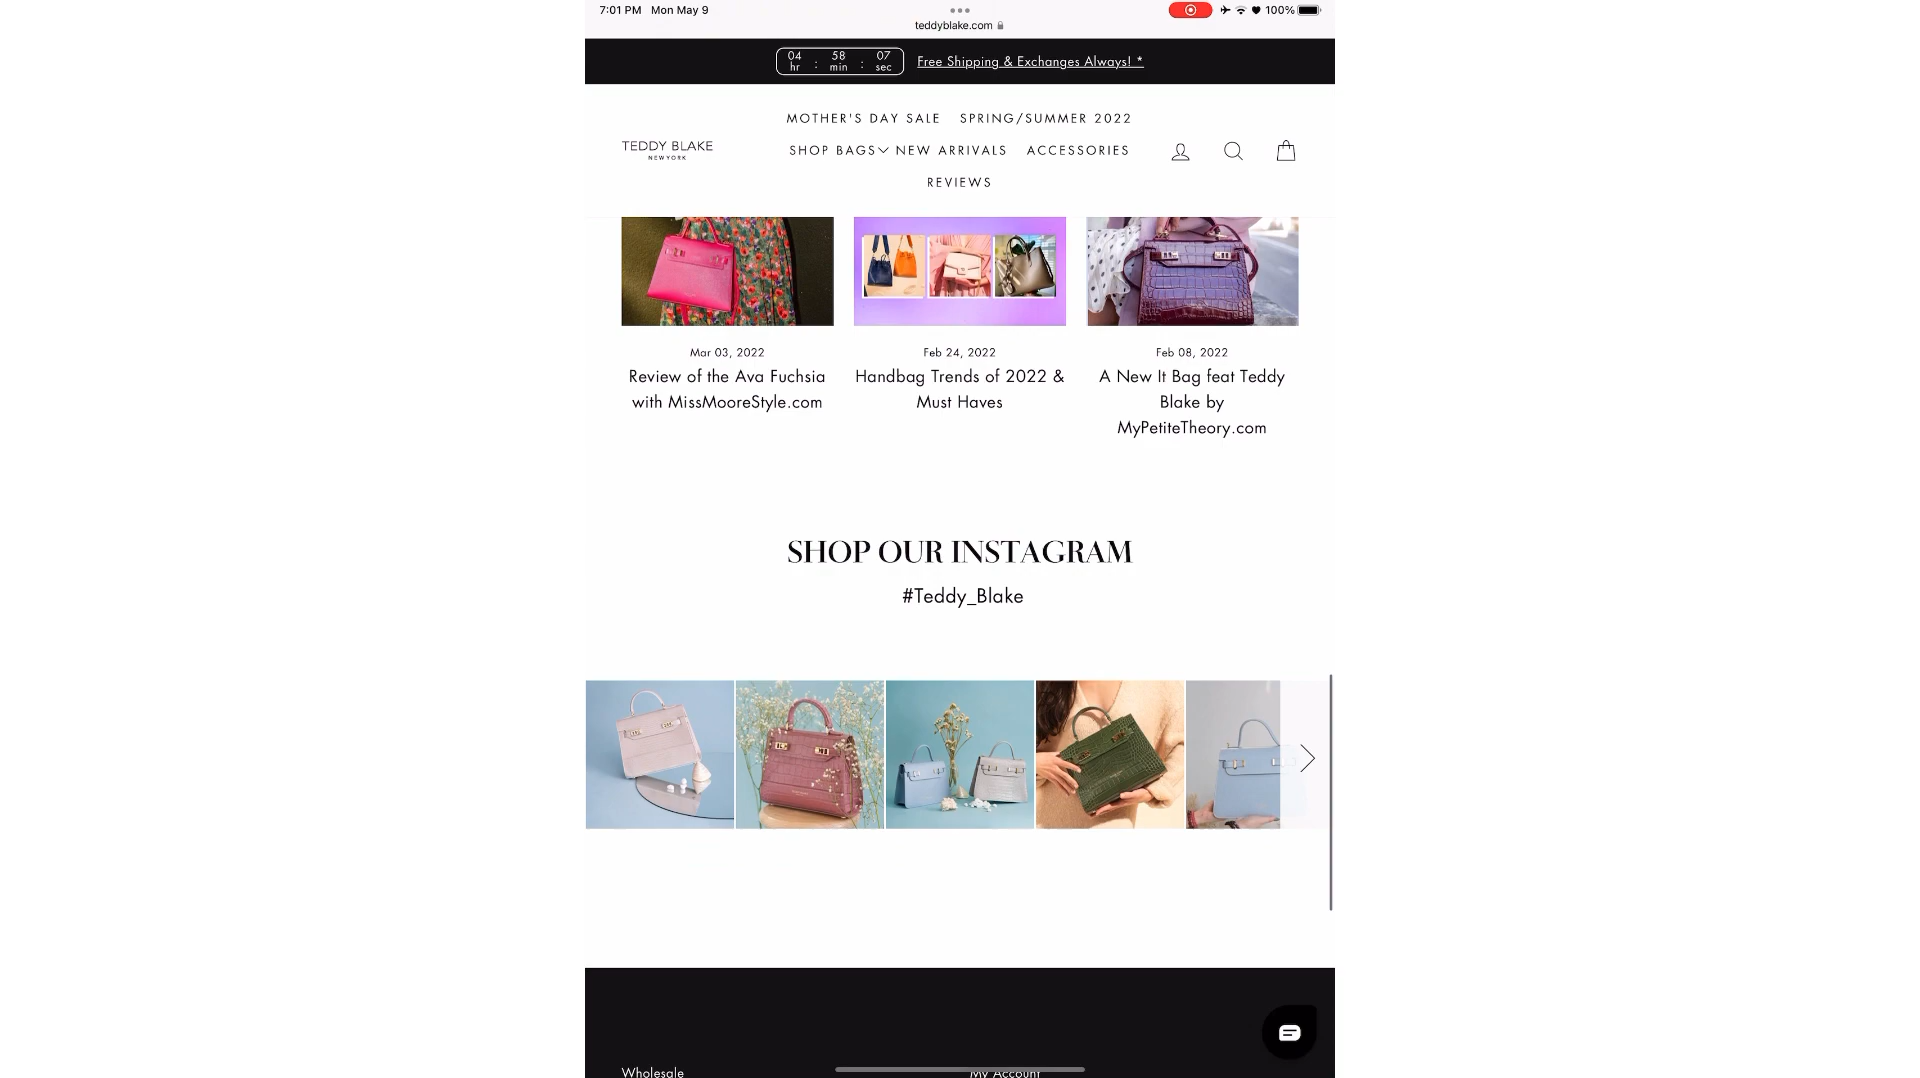 7:01 PM Mon May 9
100%
teddyblake.com
04 hr : 58 min : 07 sec
Free Shipping & Exchanges Always! *
MOTHER'S DAY SALE SPRING/SUMMER 2022
TEDDY BLAKE
NEW YORK
SHOP BAGS NEW ARRIVALS ACCESSORIES
REVIEWS
Mar 03, 2022
Review of the Ava Fuchsia
with MissMooreStyle.com
Feb 24, 2022
Handbag Trends of 2022 &
Must Haves
Feb 08, 2022
A New It Bag feat Teddy
Blake by
MyPetiteTheory.com
SHOP OUR INSTAGRAM
#Teddy_Blake
Wholesale
My Account